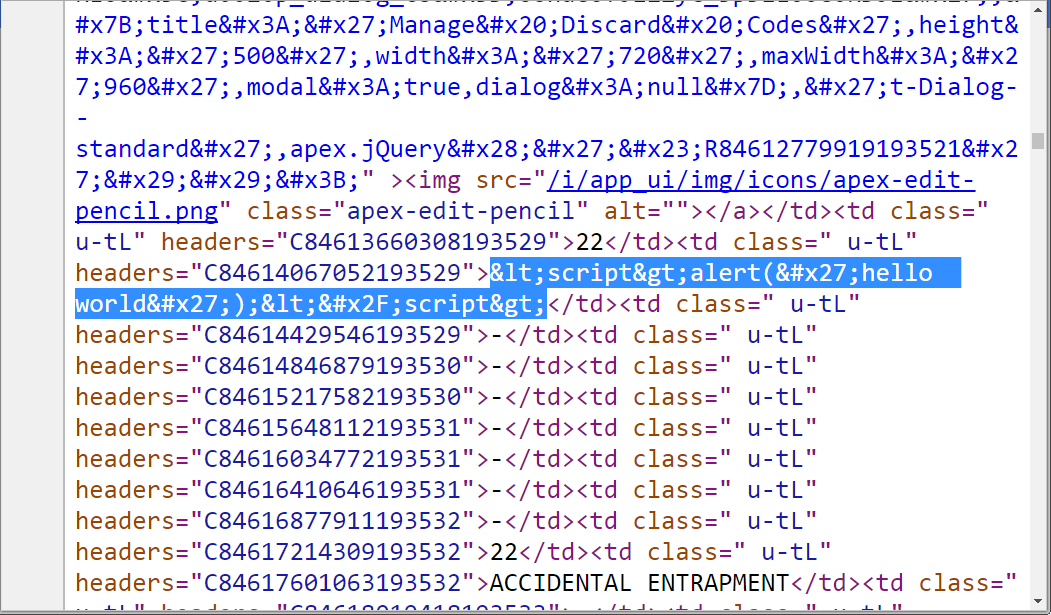 #x7B;title&#x3A;&#x27;Manage&#x20;Discard&#x20;Codes&#x27;,height&
#x3A;&#x27;500&#x27;,width&#x3A;&#x27;720&#x27;,maxWidth&#x3A;&#x2
7;960&#x27;,modal&#x3A;true,dialog&#x3A;null&#x7D;,&#x27;t-Dialog-
-
standard&#x27;,apex.jQuery&#x28;&#x27;&#x23;R84612779919193521&#x2
7;&#x29;&#x29;&#x3B;" ><img src="/i/app_ui/img/icons/apex-edit-
pencil.png" class="apex-edit-pencil" alt=""></a></td><td class="
u-tL" headers="C84613660308193529">22</td><td class=" u-tL"
headers="C84614067052193529">&lt;script&gt;alert(&#x27;hello
world&#x27;);&lt;&#x2F;script&gt;</td><td class=" u-tL"
headers="C84614429546193529">-</td><td class=" u-tL"
headers="C84614846879193530">-</td><td class=" u-tL"
headers="C84615217582193530">-</td><td class=" u-tL"
headers="C84615648112193531">-</td><td class=" u-tL"
headers="C84616034772193531">-</td><td class=" u-tL"
headers="C84616410646193531">-</td><td class=" u-tL"
headers="C84616877911193532">-</td><td class=" u-tL"
headers="C84617214309193532">22</td><td class=" u-tL"
headers="C84617601063193532">ACCIDENTAL ENTRAPMENT</td><td class="